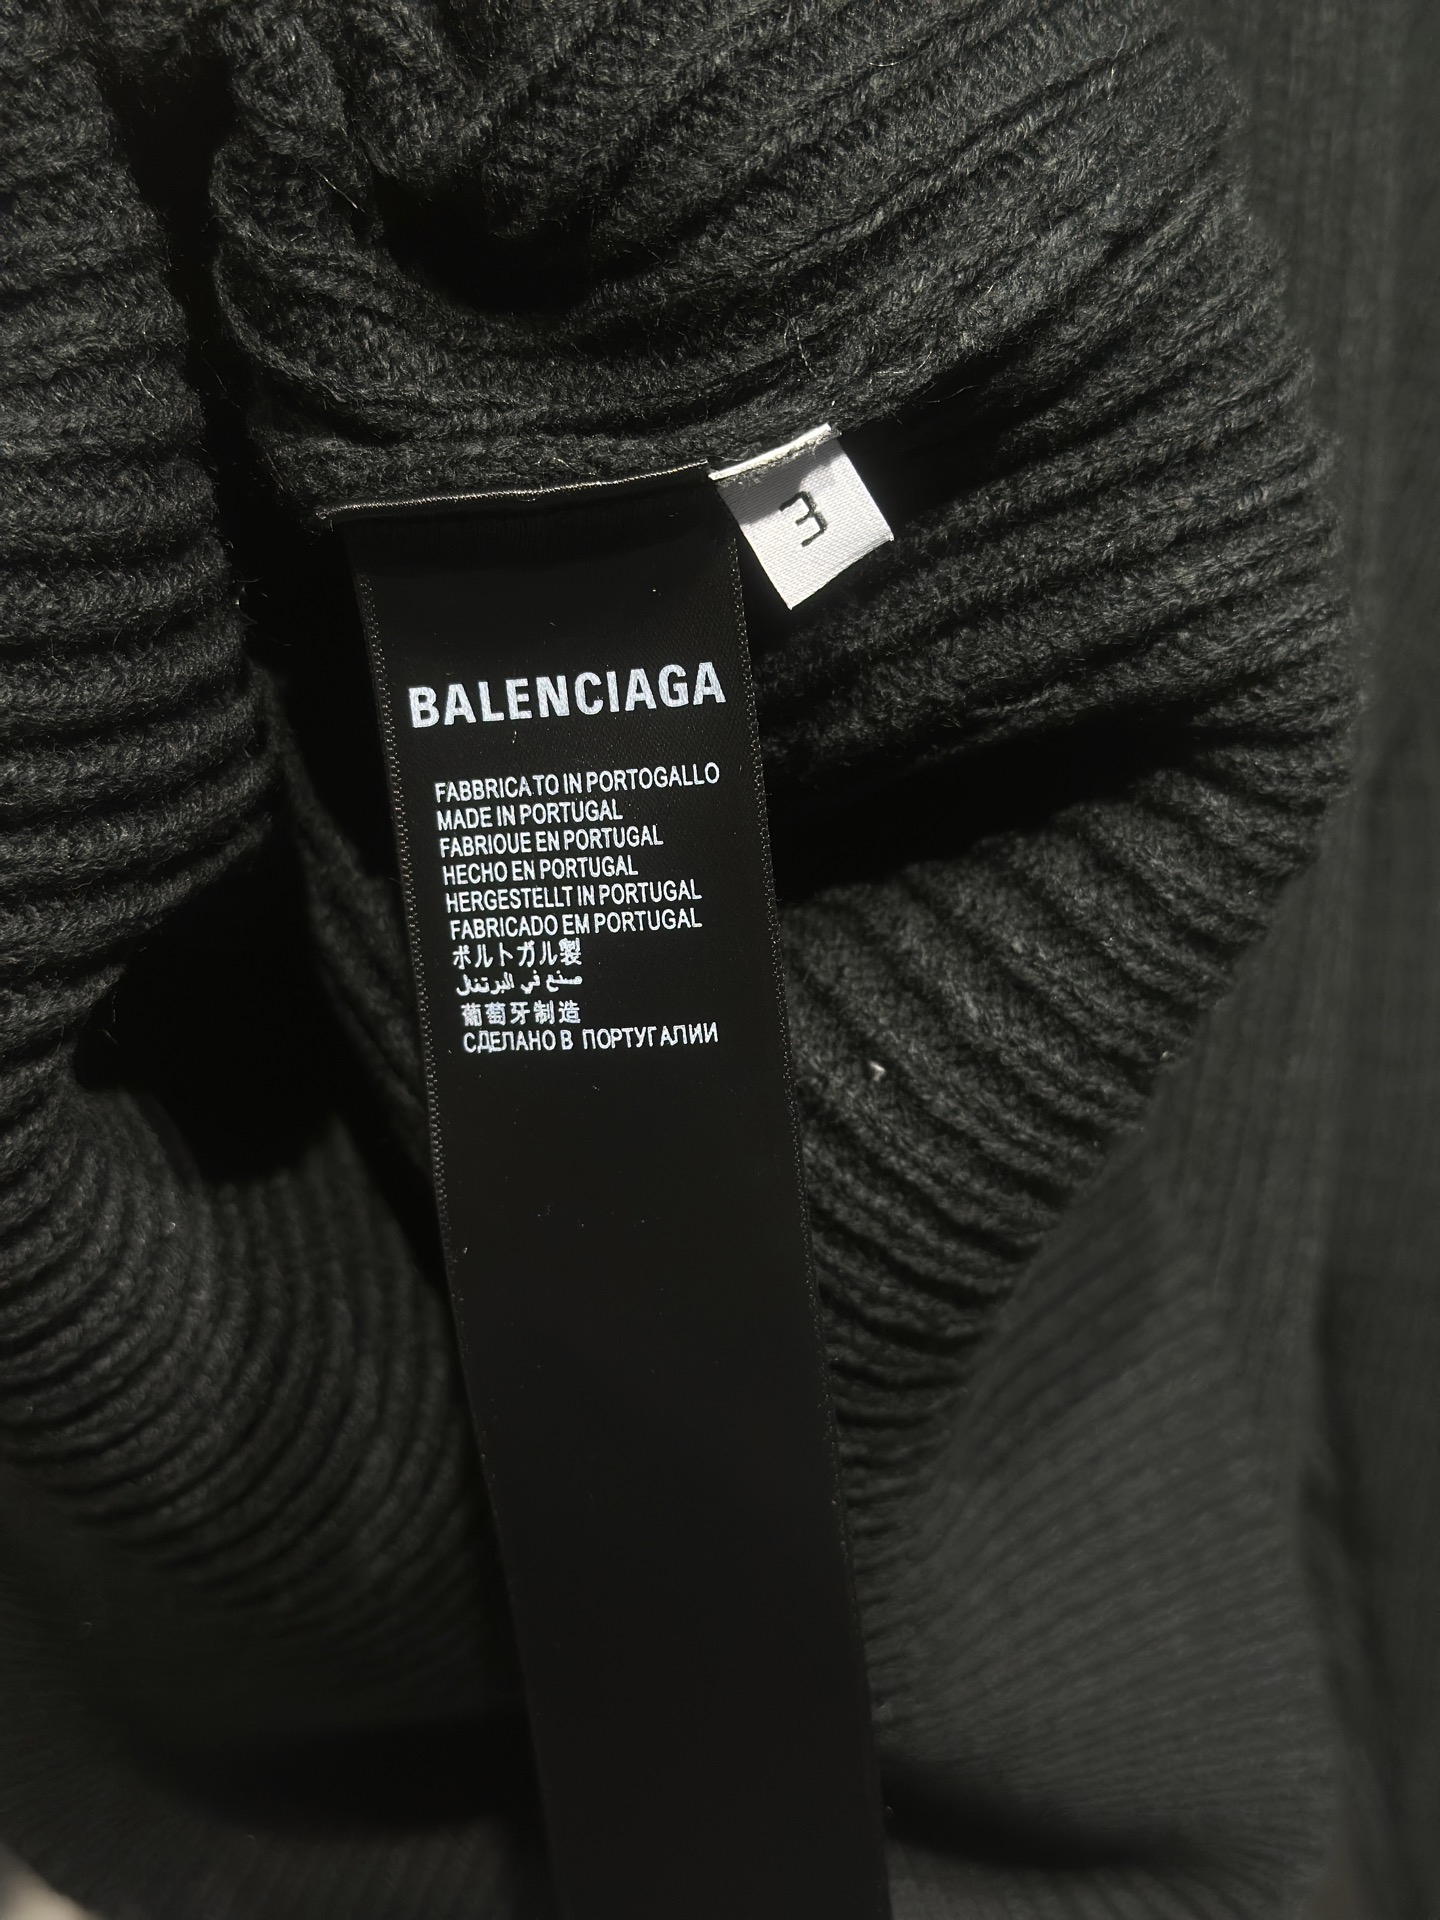 3
BALENCIAGA
FABBRICATO IN PORTOGALLO
MADE IN PORTUGAL
FABRIQUE EN PORTUGAL
HECHO EN PORTUGAL
HERGESTELLT IN PORTUGAL
FABRICADO EM PORTUGAL
ポルトガル製
صنع في البرتغال
葡萄牙制造
СДЕЛАНО В ПОРТУГАЛИИ